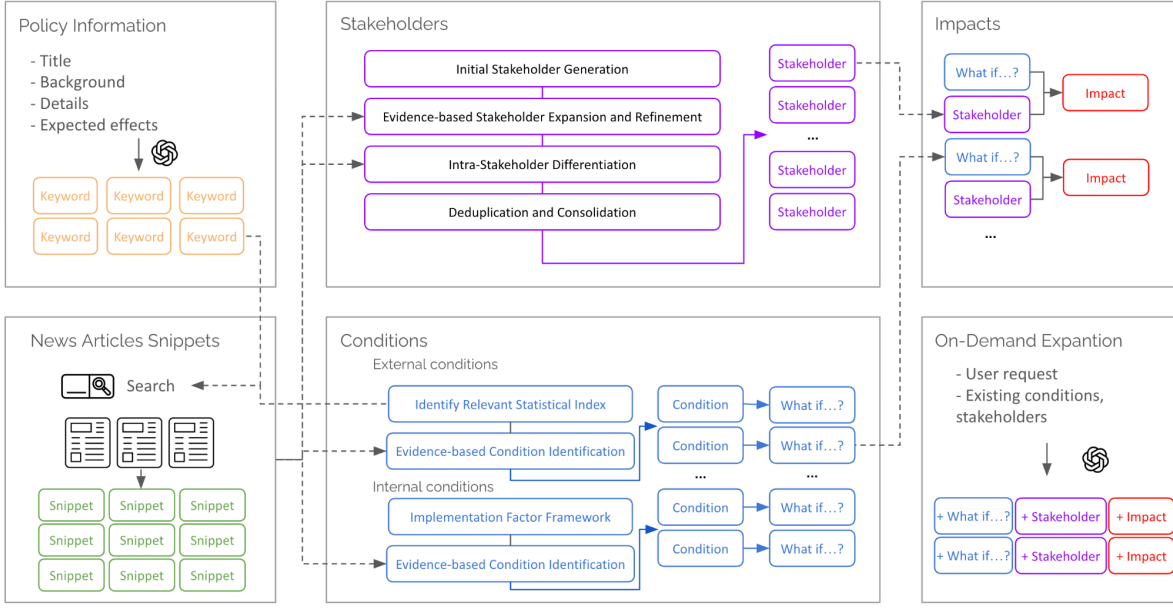 Policy Information
- Title
- Background
- Details
- Expected effects
Keyword Keyword Keyword
Keyword Keyword Keyword
Stakeholders
Initial Stakeholder Generation
Evidence-based Stakeholder Expansion and Refinement
Intra-Stakeholder Differentiation
Deduplication and Consolidation
Stakeholder
Stakeholder
...
Stakeholder
Stakeholder
Impacts
What if...?
Stakeholder
Impact
What if...?
Stakeholder
Impact
...
News Articles Snippets
Search
Snippet Snippet Snippet
Snippet Snippet Snippet
Snippet Snippet Snippet
Conditions
External conditions
Identify Relevant Statistical Index
Evidence-based Condition Identification
Condition What if...?
Condition What if...?
... ...
Internal conditions
Implementation Factor Framework
Evidence-based Condition Identification
Condition What if...?
Condition What if...?
On-Demand Expantion
- User request
- Existing conditions,
stakeholders
+ What if...? + Stakeholder + Impact
+ What if...? + Stakeholder + Impact